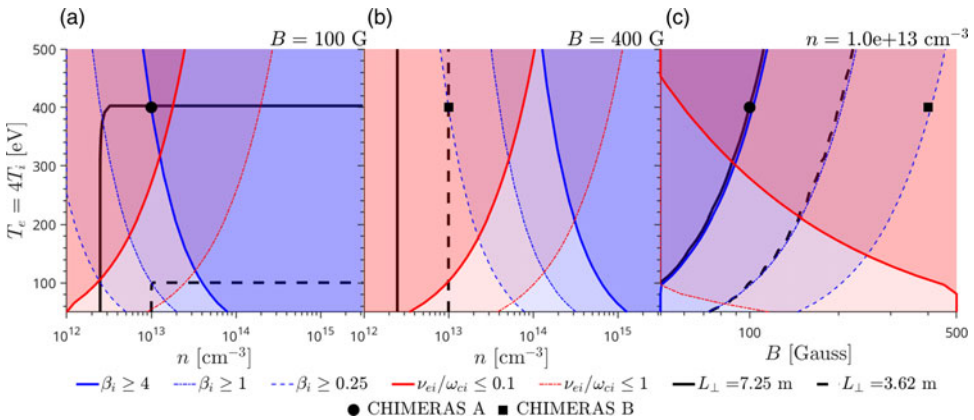 (a) (b) (c)
B = 100 G B = 400 G n = 1.0e+13 cm⁻³
500
400
300
200
100
T_e = 4T_i [eV]
10¹² 10¹³ 10¹⁴ 10¹⁵ 10¹² 10¹³ 10¹⁴ 10¹⁵ 100 500
n [cm⁻³] n [cm⁻³] B [Gauss]
β_i ≥ 4 β_i ≥ 1 β_i ≥ 0.25 ν_ei/ω_ci ≤ 0.1 ν_ei/ω_ci ≤ 1 L_⊥ =7.25 m L_⊥ =3.62 m
CHIMERAS A CHIMERAS B